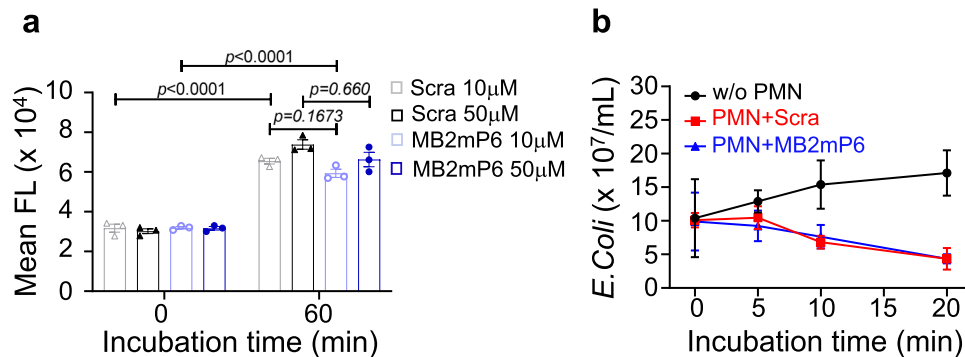 a
Mean FL (x 10⁴)
10
8
6
4
2
0
p<0.0001
p<0.0001
p=0.660
p=0.1673
Scra 10µM
Scra 50µM
MB2mP6 10µM
MB2mP6 50µM
0 60
Incubation time (min)
b
E.Coli (x 10⁷/mL)
30
25
20
15
10
5
0
w/o PMN
PMN+Scra
PMN+MB2mP6
0 5 10 15 20
Incubation time (min)